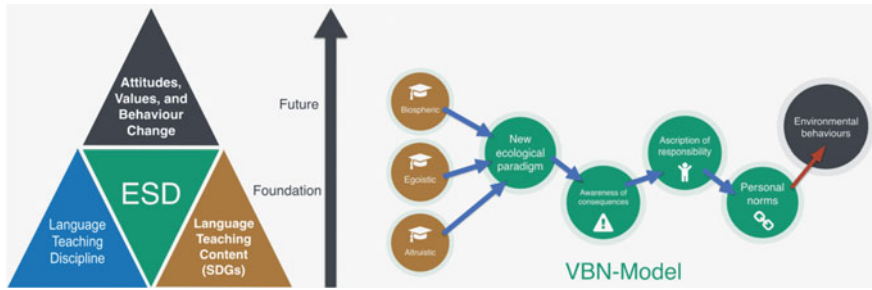 Attitudes,
Values, and
Behaviour
Change
ESD
Language
Teaching
Discipline
Language
Teaching
Content
(SDGs)
Future
Foundation
Biospheric
Egoistic
Altruistic
New
ecological
paradigm
Awareness of
consequences
Ascription of
responsibility
Personal
norms
Environmental
behaviours
VBN-Model